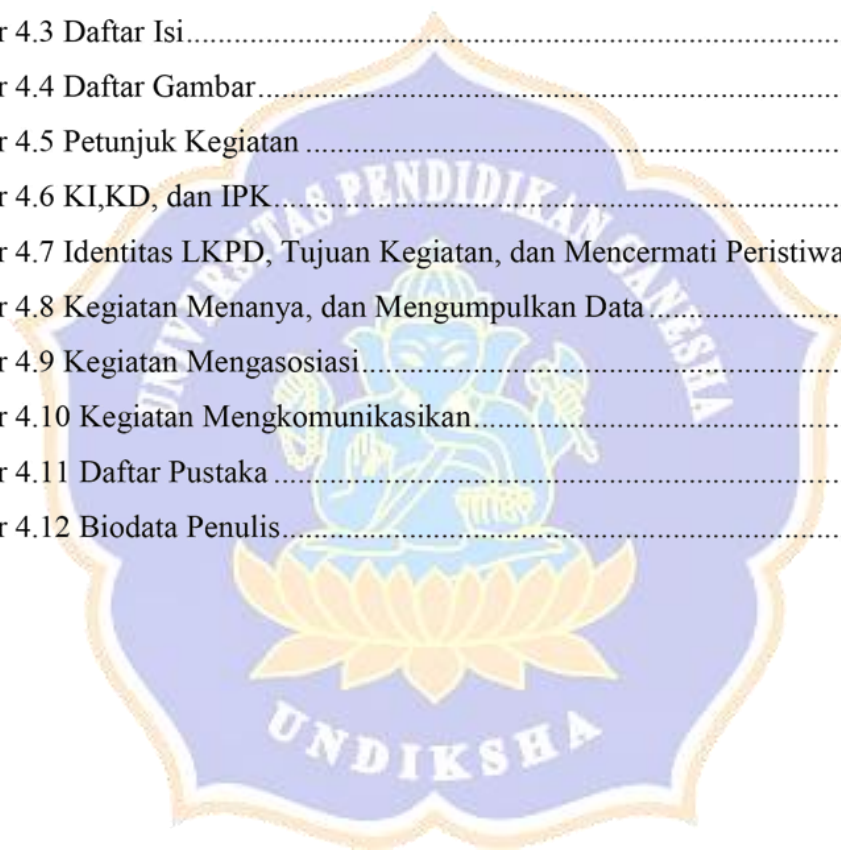 r 4.3 Daftar Isi
r 4.4 Daftar Gambar
r 4.5 Petunjuk Kegiatan
r 4.6 KI,KD, dan IPK
r 4.7 Identitas LKPD, Tujuan Kegiatan, dan Mencermati Peristiwa
r 4.8 Kegiatan Menanya, dan Mengumpulkan Data
r 4.9 Kegiatan Mengasosiasi
r 4.10 Kegiatan Mengkomunikasikan
r 4.11 Daftar Pustaka
r 4.12 Biodata Penulis
UNIVERSITAS PENDIDIKAN GANESHA
UNDIKSHA